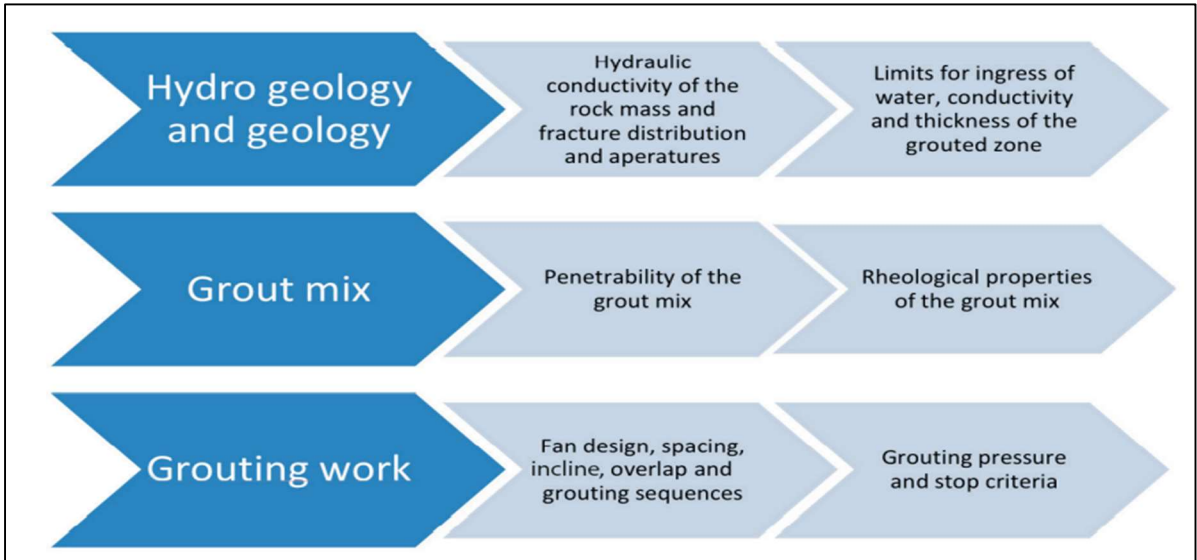 Hydro geology
and geology
Hydraulic
conductivity of the
rock mass and
fracture distribution
and aperatures
Limits for ingress of
water, conductivity
and thickness of the
grouted zone
Grout mix
Penetrability of the
grout mix
Rheological properties
of the grout mix
Grouting work
Fan design, spacing,
incline, overlap and
grouting sequences
Grouting pressure
and stop criteria